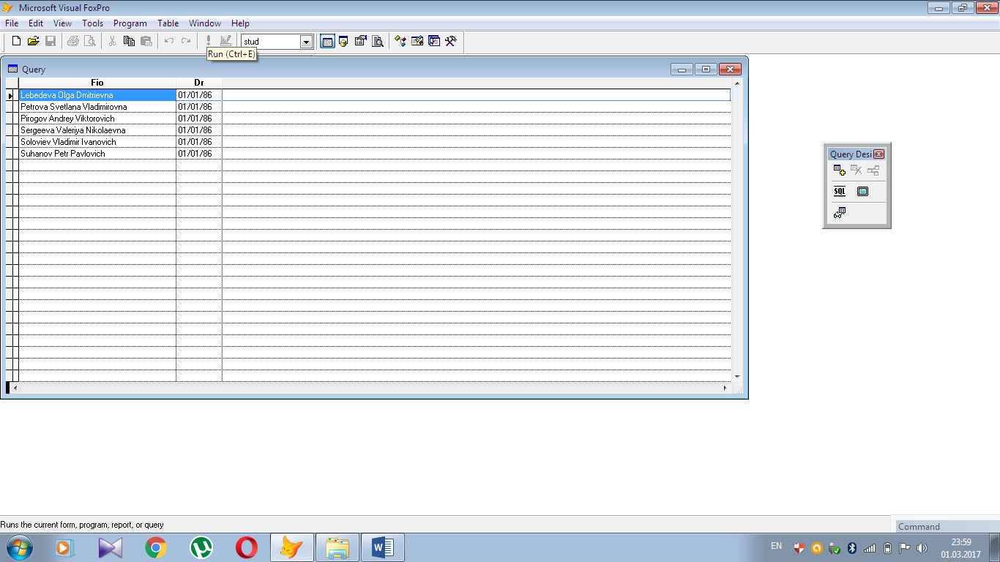 Microsoft Visual FoxPro
File Edit View Tools Program Table Window Help
stud
Run (Ctrl+E)
Query
Fio Dr
Lebedeva Olga Dmitrievna 01/01/86
Petrova Svetlana Vladimirovna 01/01/86
Pirogov Andrey Viktorovich 01/01/86
Sergeeva Valeriya Nikolaevna 01/01/86
Soloviev Vladimir Ivanovich 01/01/86
Suhanov Petr Pavlovich 01/01/86
Query Desi
SQL
Runs the current form, program, report, or query
Command
EN
23:59
01.03.2017